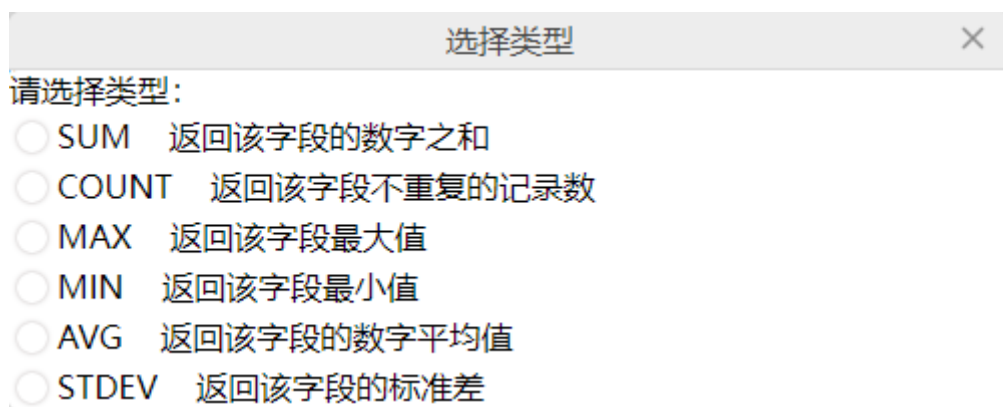 选择类型
请选择类型：
SUM 返回该字段的数字之和
COUNT 返回该字段不重复的记录数
MAX 返回该字段最大值
MIN 返回该字段最小值
AVG 返回该字段的数字平均值
STDEV 返回该字段的标准差